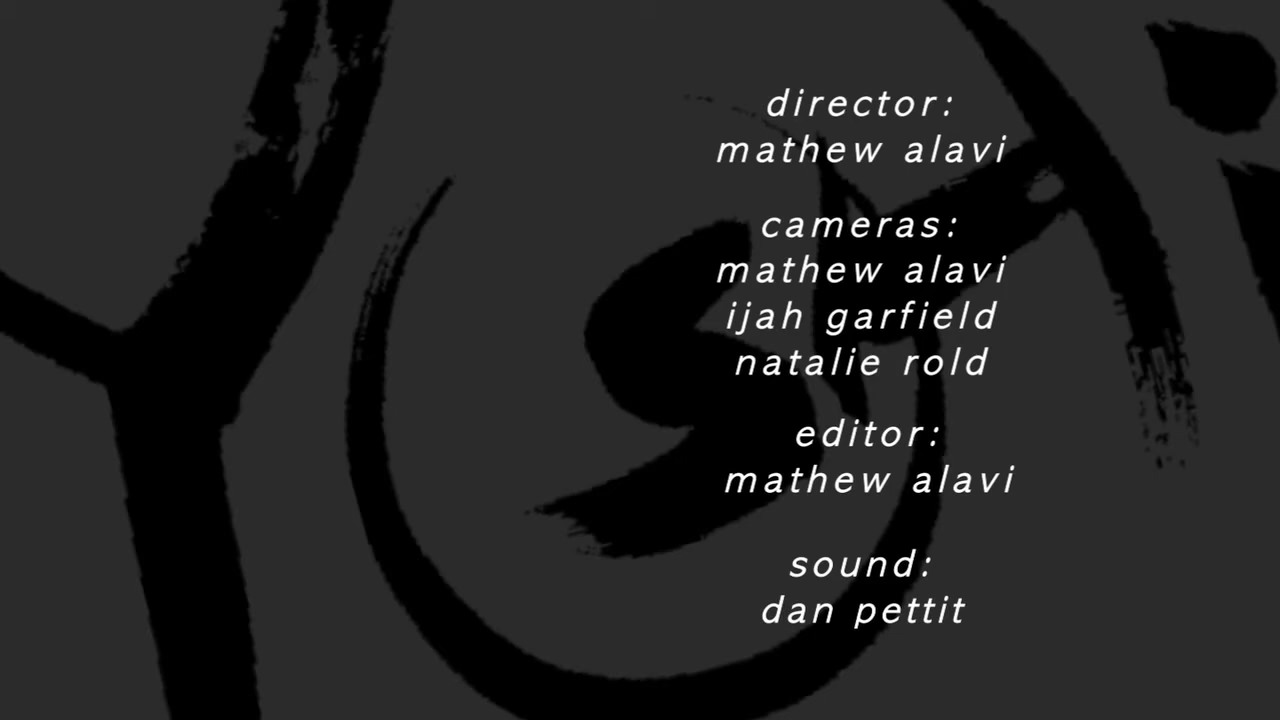 director:
mathew alavi
cameras:
mathew alavi
ijah garfield
natalie rold
editor:
mathew alavi
sound:
dan pettit